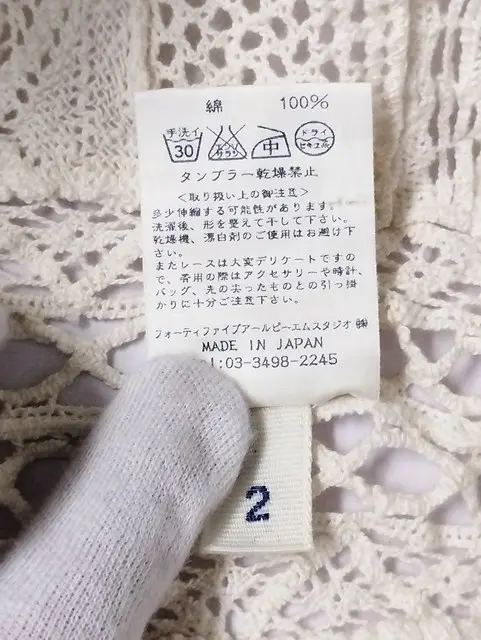 綿 100%
手洗イ ドライ
30 エンソ サラシ 中 セキユ系
タンブラー乾燥禁止
<取り扱い上の御注意>
多少伸縮する可能性があります。
洗濯後、形を整えて干して下さい。
乾燥機、漂白剤のご使用はお避け下
さい。
またレースは大変デリケートですの
で、着用の際はアクセサリーや時計、
バッグ、先の尖ったものとの引っ掛
かりに十分ご注意下さい。
フォーティファイブアールピーエムスタジオ㈱
MADE IN JAPAN
l:03-3498-2245
2